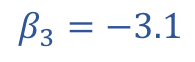 β₃ = −3.1